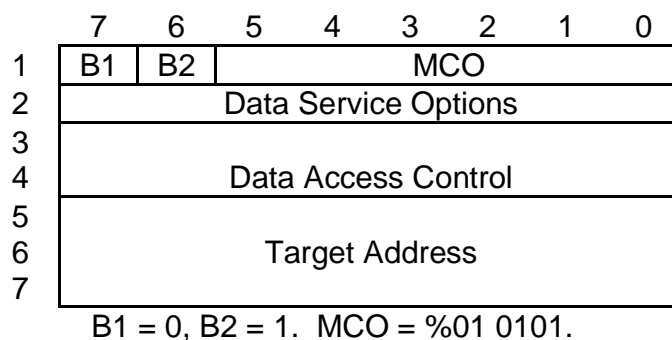 7 6 5 4 3 2 1 0
1 B1 B2 MCO
2 Data Service Options
3
4 Data Access Control
5
6 Target Address
7
B1 = 0, B2 = 1. MCO = %01 0101.